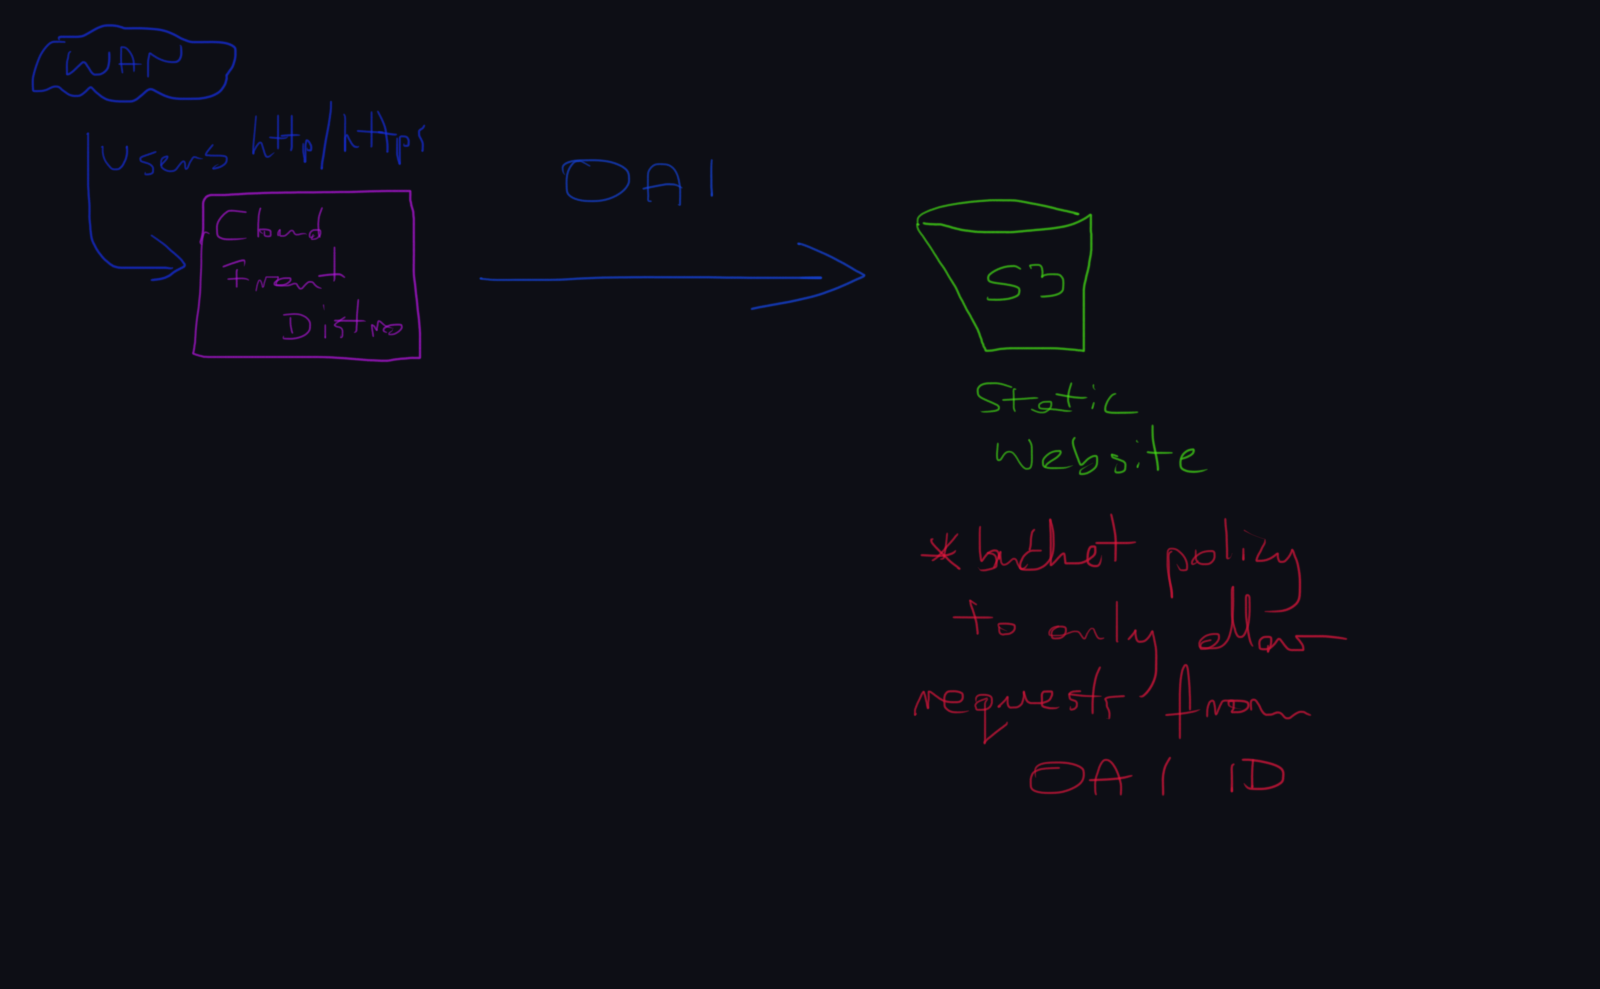 WAN
Users http/https
Cloud
Front
Distro
OAI
S3
Static
Website
*bucket policy
to only allow
requests from
OAI ID